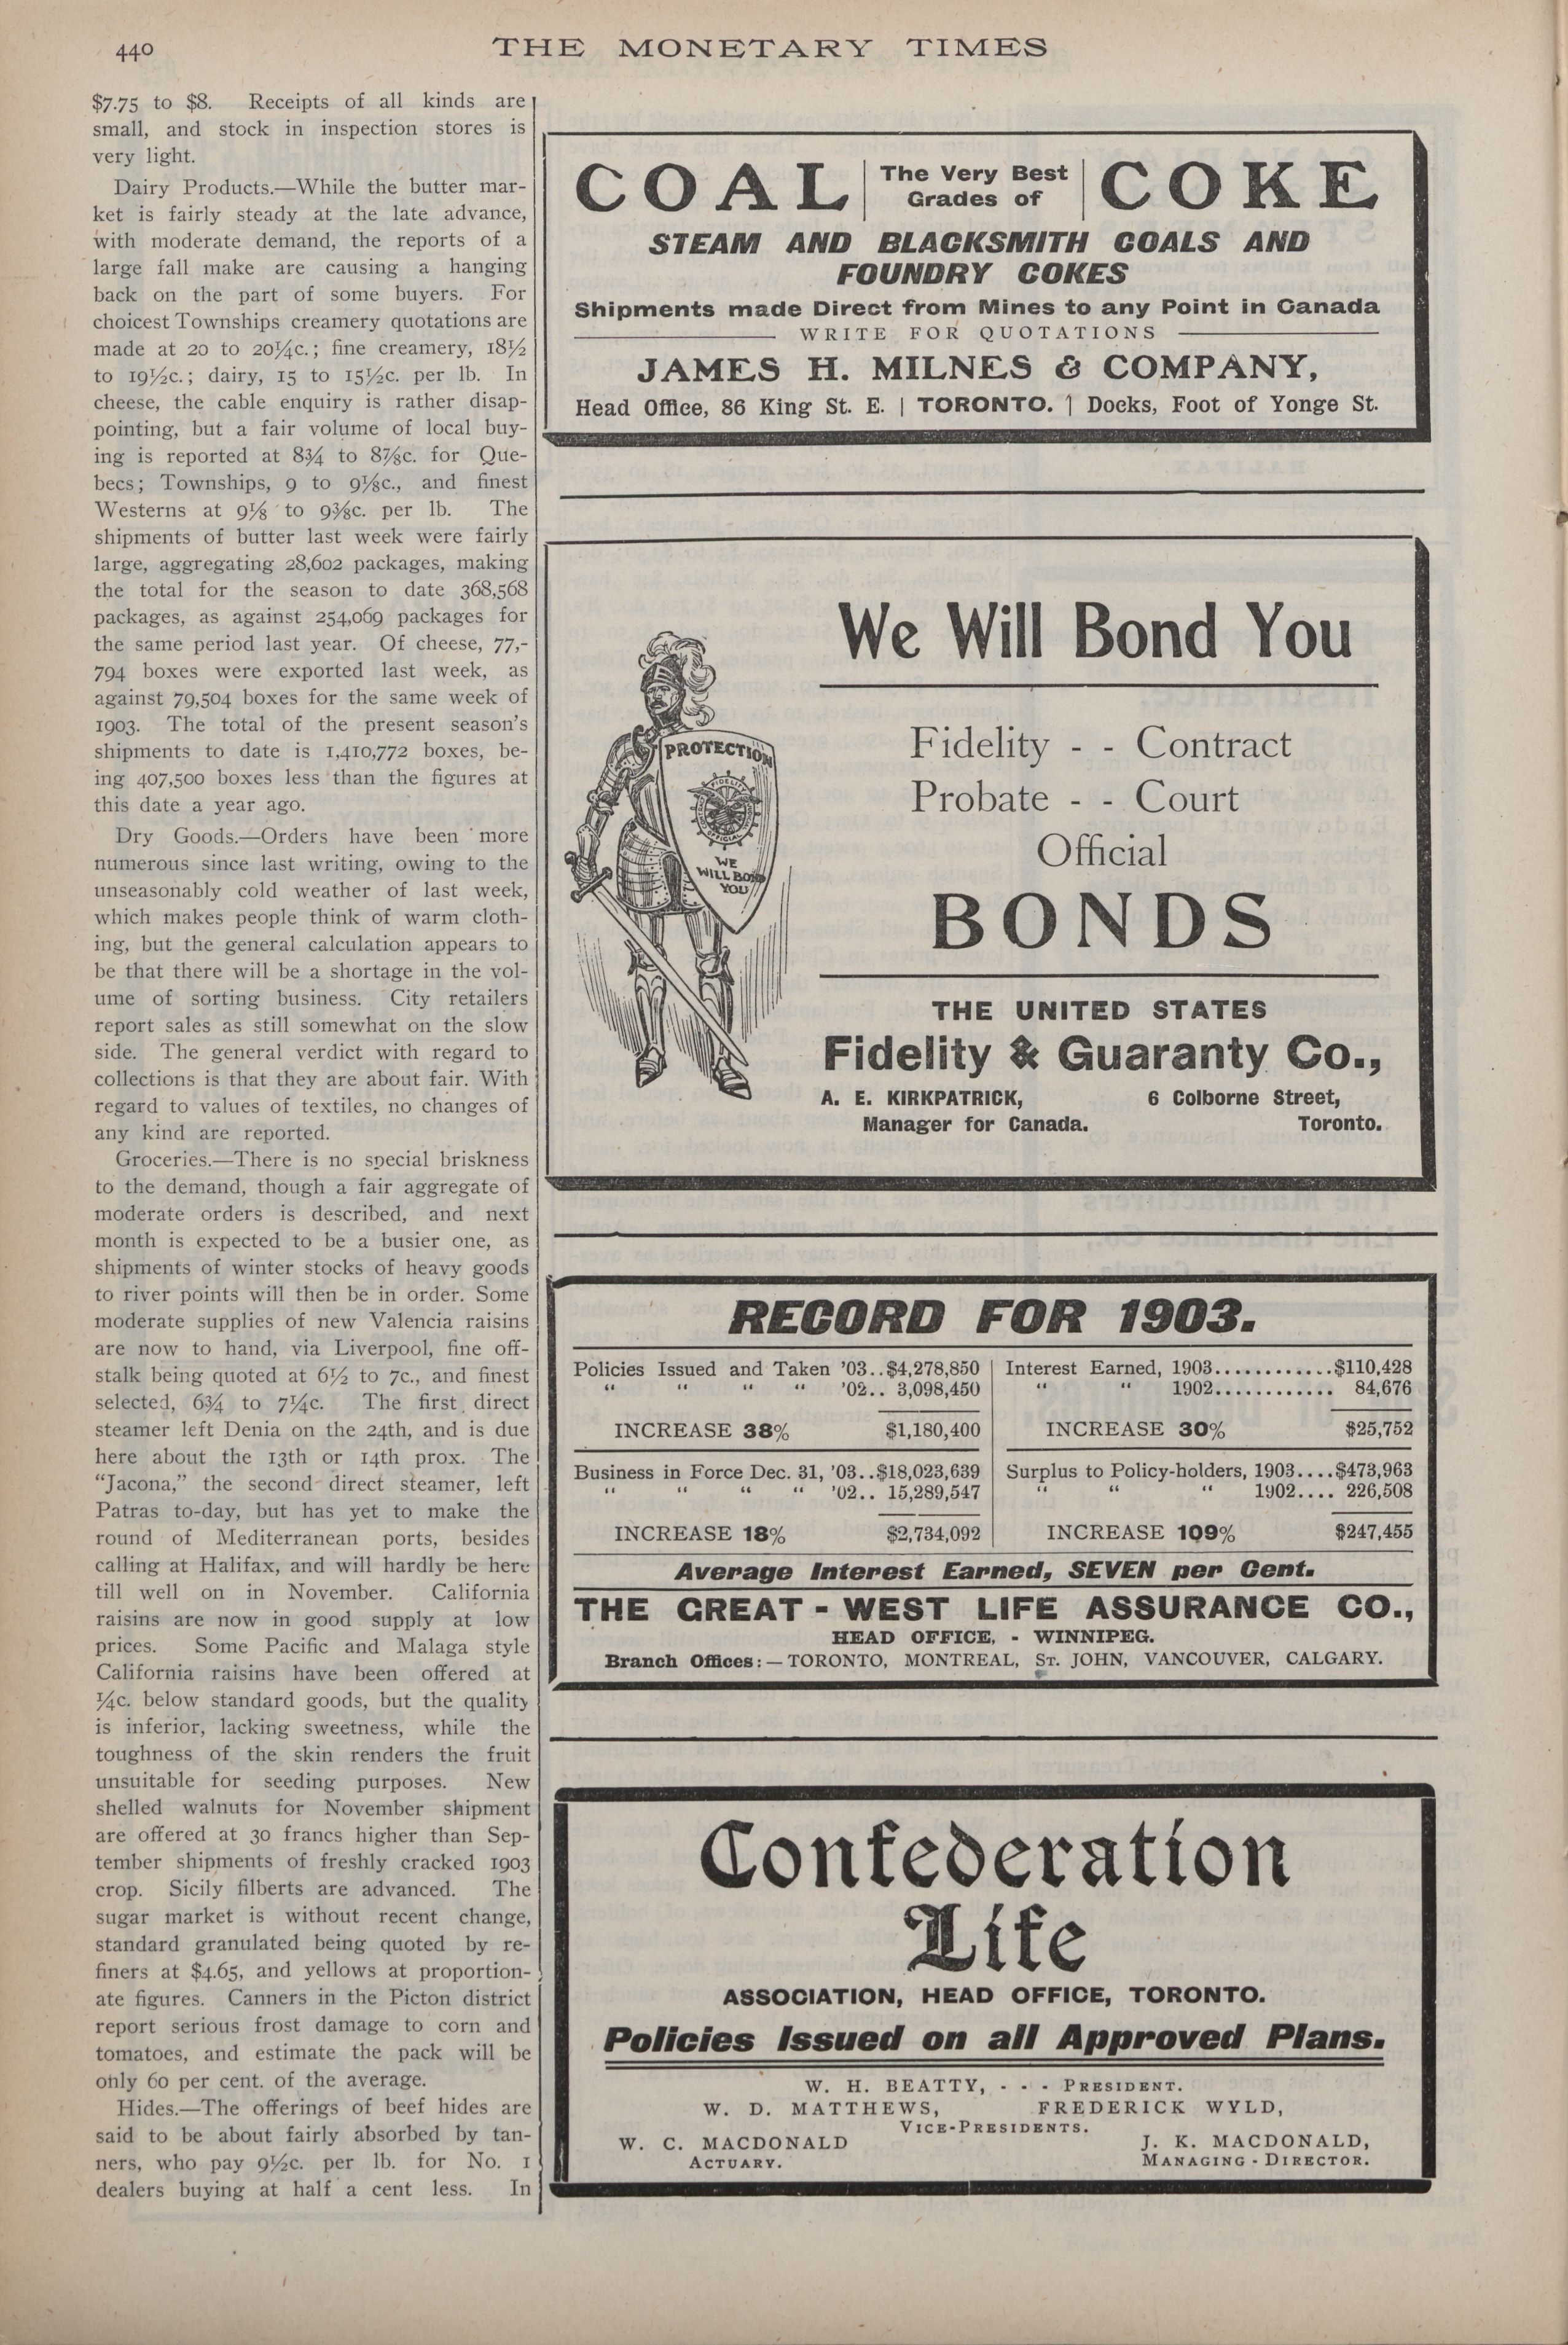 440
THE MONETARY TIMES
$7.75 to $8. Receipts of all kinds are
small, and stock in inspection stores is
very light.
Dairy Products.—While the butter mar-
ket is fairly steady at the late advance,
with moderate demand, the reports of a
large fall make are causing a hanging
back on the part of some buyers. For
choicest Townships creamery quotations are
made at 20 to 20¼c.; fine creamery, 18½
to 19½c.; dairy, 15 to 15½c. per lb. In
cheese, the cable enquiry is rather disap-
pointing, but a fair volume of local buy-
ing is reported at 8¾ to 8⅞c. for Que-
becs; Townships, 9 to 9⅛c., and finest
Westerns at 9⅛ to 9⅜c. per lb. The
shipments of butter last week were fairly
large, aggregating 28,602 packages, making
the total for the season to date 368,568
packages, as against 254,069 packages for
the same period last year. Of cheese, 77,-
794 boxes were exported last week, as
against 79,504 boxes for the same week of
1903. The total of the present season's
shipments to date is 1,410,772 boxes, be-
ing 407,500 boxes less than the figures at
this date a year ago.
Dry Goods.—Orders have been more
numerous since last writing, owing to the
unseasonably cold weather of last week,
which makes people think of warm cloth-
ing, but the general calculation appears to
be that there will be a shortage in the vol-
ume of sorting business. City retailers
report sales as still somewhat on the slow
side. The general verdict with regard to
collections is that they are about fair. With
regard to values of textiles, no changes of
any kind are reported.
Groceries.—There is no special briskness
to the demand, though a fair aggregate of
moderate orders is described, and next
month is expected to be a busier one, as
shipments of winter stocks of heavy goods
to river points will then be in order. Some
moderate supplies of new Valencia raisins
are now to hand, via Liverpool, fine off-
stalk being quoted at 6½ to 7c., and finest
selected, 6¾ to 7¼c. The first direct
steamer left Denia on the 24th, and is due
here about the 13th or 14th prox. The
"Jacona," the second direct steamer, left
Patras to-day, but has yet to make the
round of Mediterranean ports, besides
calling at Halifax, and will hardly be here
till well on in November. California
raisins are now in good supply at low
prices. Some Pacific and Malaga style
California raisins have been offered at
¼c. below standard goods, but the quality
is inferior, lacking sweetness, while the
toughness of the skin renders the fruit
unsuitable for seeding purposes. New
shelled walnuts for November shipment
are offered at 30 francs higher than Sep-
tember shipments of freshly cracked 1903
crop. Sicily filberts are advanced. The
sugar market is without recent change,
standard granulated being quoted by re-
finers at $4.65, and yellows at proportion-
ate figures. Canners in the Picton district
report serious frost damage to corn and
tomatoes, and estimate the pack will be
only 60 per cent. of the average.
Hides.—The offerings of beef hides are
said to be about fairly absorbed by tan-
ners, who pay 9½c. per lb. for No. 1
dealers buying at half a cent less. In
COAL | The Very Best Grades of | COKE
STEAM AND BLACKSMITH COALS AND
FOUNDRY COKES
Shipments made Direct from Mines to any Point in Canada
WRITE FOR QUOTATIONS
JAMES H. MILNES & COMPANY,
Head Office, 86 King St. E. | TORONTO. | Docks, Foot of Yonge St.
We Will Bond You
PROTECTION
FIDELITY
OFFICIAL
WE
WILL BOND
YOU
Fidelity - - Contract
Probate - - Court
Official
BONDS
THE UNITED STATES
Fidelity & Guaranty Co.,
A. E. KIRKPATRICK, 6 Colborne Street,
Manager for Canada. Toronto.
RECORD FOR 1903.
Policies Issued and Taken '03..$4,278,850 | Interest Earned, 1903............$110,428
" " " " '02.. 3,098,450 " " 1902............ 84,676
INCREASE 38% $1,180,400 INCREASE 30% $25,752
Business in Force Dec. 31, '03..$18,023,639 | Surplus to Policy-holders, 1903....$473,963
" " " " '02.. 15,289,547 " " " 1902.... 226,508
INCREASE 18% $2,734,092 INCREASE 109% $247,455
Average Interest Earned, SEVEN per Cent.
THE GREAT-WEST LIFE ASSURANCE CO.,
HEAD OFFICE, - WINNIPEG.
Branch Offices:—TORONTO, MONTREAL, ST. JOHN, VANCOUVER, CALGARY.
Confederation
Life
ASSOCIATION, HEAD OFFICE, TORONTO.
Policies Issued on all Approved Plans.
W. H. BEATTY, - - - PRESIDENT.
W. D. MATTHEWS, FREDERICK WYLD,
VICE-PRESIDENTS.
W. C. MACDONALD J. K. MACDONALD,
ACTUARY. MANAGING-DIRECTOR.